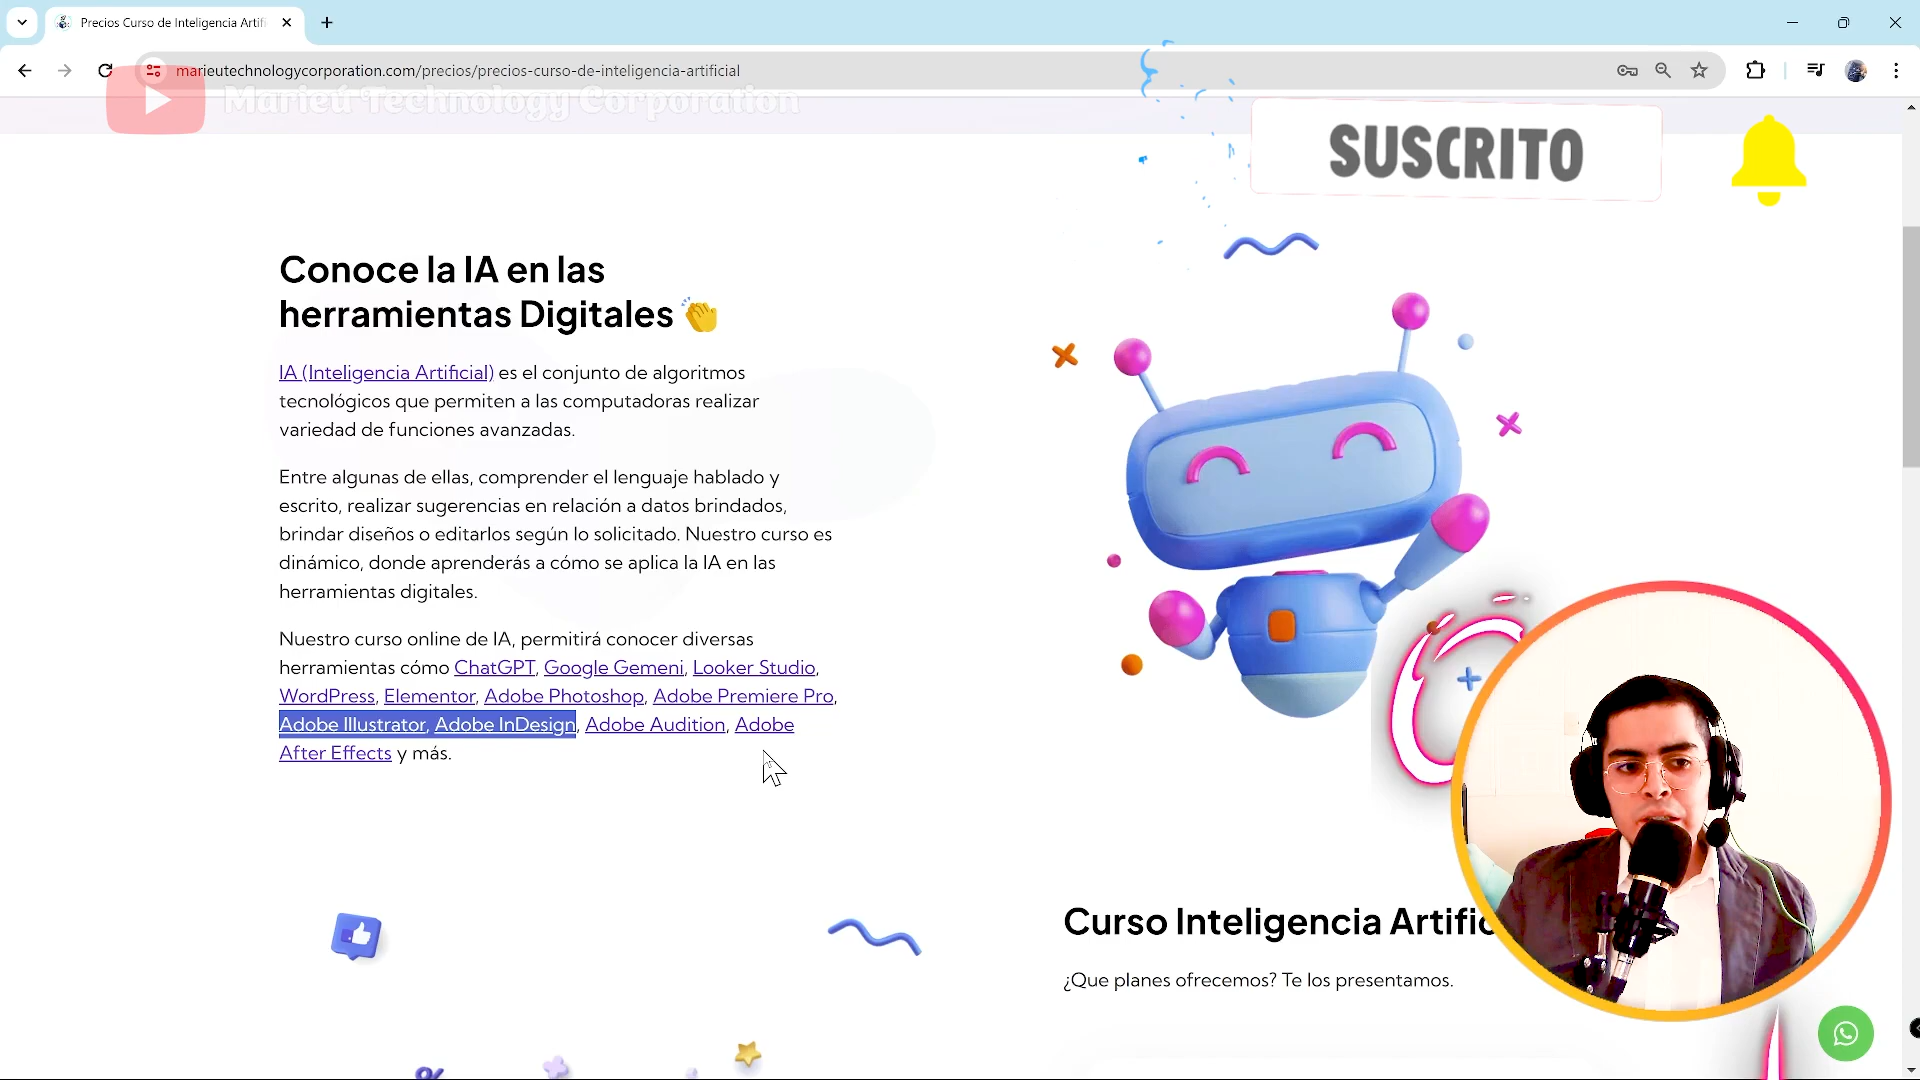 Precios Curso de Inteligencia Artifi
marieutechnologycorporation.com/precios/precios-curso-de-inteligencia-artificial
Marieú Technology Corporation
SUSCRITO
Conoce la IA en las
herramientas Digitales 👏
IA (Inteligencia Artificial) es el conjunto de algoritmos
tecnológicos que permiten a las computadoras realizar
variedad de funciones avanzadas.
Entre algunas de ellas, comprender el lenguaje hablado y
escrito, realizar sugerencias en relación a datos brindados,
brindar diseños o editarlos según lo solicitado. Nuestro curso es
dinámico, donde aprenderás a cómo se aplica la IA en las
herramientas digitales.
Nuestro curso online de IA, permitirá conocer diversas
herramientas cómo ChatGPT, Google Gemeni, Looker Studio,
WordPress, Elementor, Adobe Photoshop, Adobe Premiere Pro,
Adobe Illustrator, Adobe InDesign, Adobe Audition, Adobe
After Effects y más.
Curso Inteligencia Artific
¿Que planes ofrecemos? Te los presentamos.